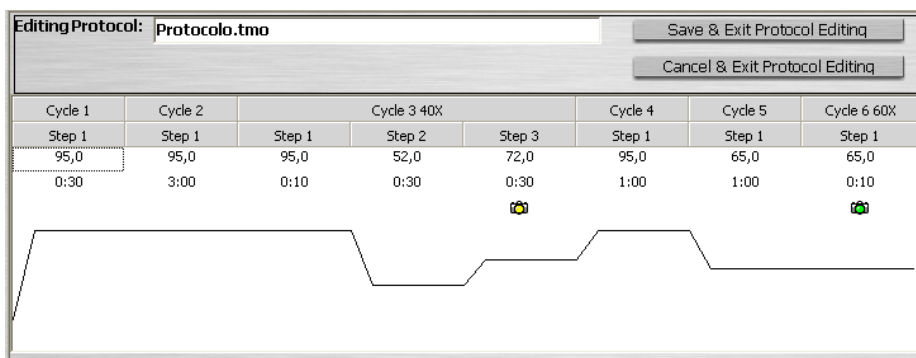 Editing Protocol: Protocolo.tmo Save & Exit Protocol Editing
Cancel & Exit Protocol Editing
Cycle 1 Cycle 2 Cycle 3 40X Cycle 4 Cycle 5 Cycle 6 60X
Step 1 Step 1 Step 1 Step 2 Step 3 Step 1 Step 1 Step 1
95,0 95,0 95,0 52,0 72,0 95,0 65,0 65,0
0:30 3:00 0:10 0:30 0:30 1:00 1:00 0:10